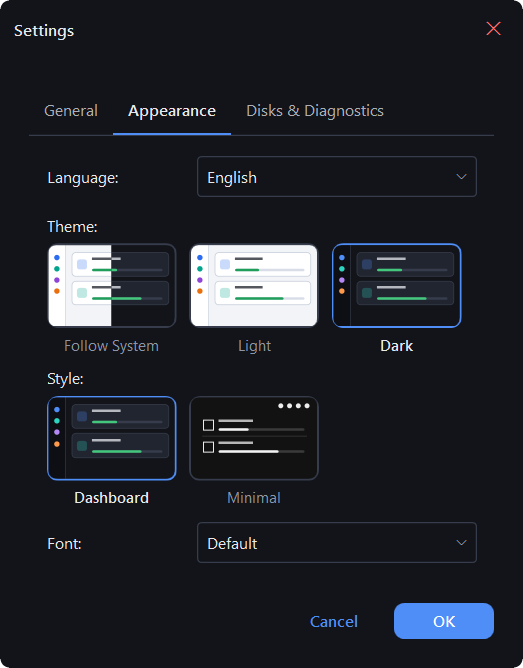 Settings
General Appearance Disks & Diagnostics
Language: English
Theme:
Follow System Light Dark
Style:
Dashboard Minimal
Font: Default
Cancel OK